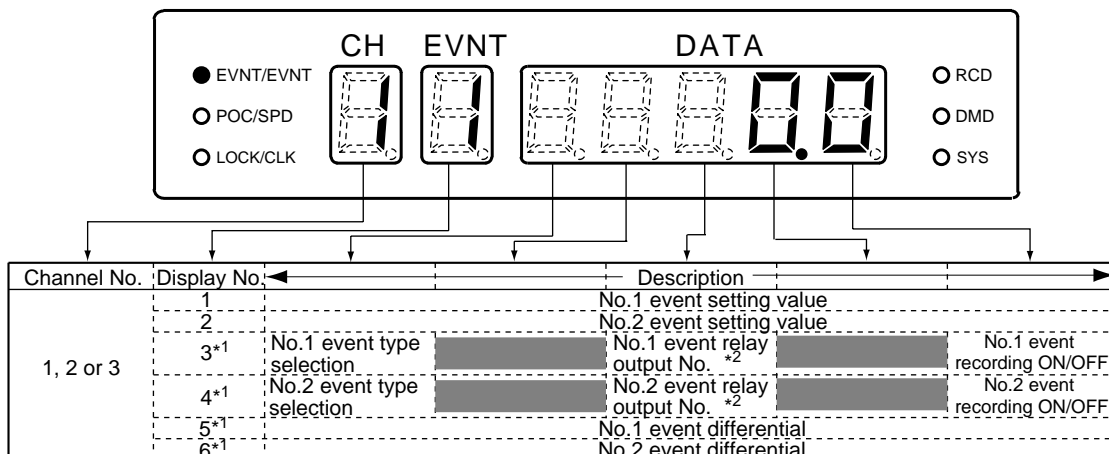 CH EVNT DATA
EVNT/EVNT
POC/SPD
LOCK/CLK
1 1 0.0
RCD
DMD
SYS
Channel No. Display No. Description
1, 2 or 3
1 No.1 event setting value
2 No.2 event setting value
3*1 No.1 event type selection No.1 event relay output No. *2 No.1 event recording ON/OFF
4*1 No.2 event type selection No.2 event relay output No. *2 No.2 event recording ON/OFF
5*1 No.1 event differential
6*1 No.2 event differential